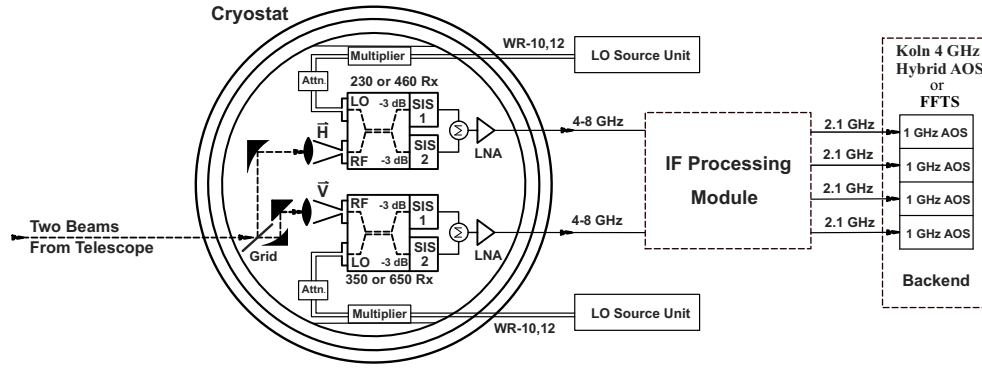 Cryostat
WR-10,12
LO Source Unit
Multiplier
Attn.
230 or 460 Rx
LO
-3 dB
SIS
1
H
RF
-3 dB
SIS
2
Σ
LNA
4-8 GHz
V
RF
-3 dB
SIS
1
LO
-3 dB
SIS
2
Σ
LNA
4-8 GHz
350 or 650 Rx
Attn.
Multiplier
WR-10,12
LO Source Unit
Two Beams
From Telescope
Grid
IF Processing
Module
2.1 GHz
2.1 GHz
2.1 GHz
2.1 GHz
Koln 4 GHz
Hybrid AOS
or
FFTS
1 GHz AOS
1 GHz AOS
1 GHz AOS
1 GHz AOS
Backend